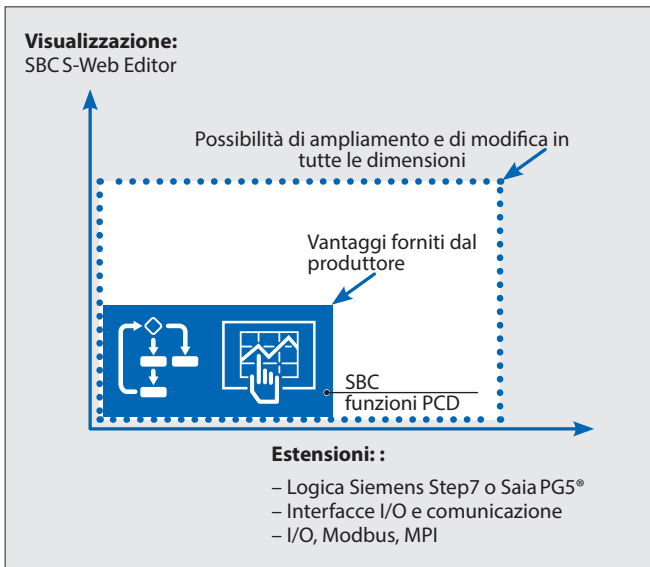 Visualizzazione:
SBC S-Web Editor
Possibilità di ampliamento e di modifica in
tutte le dimensioni
Vantaggi forniti dal
produttore
SBC
funzioni PCD
Estensioni: :
– Logica Siemens Step7 o Saia PG5®
– Interfacce I/O e comunicazione
– I/O, Modbus, MPI